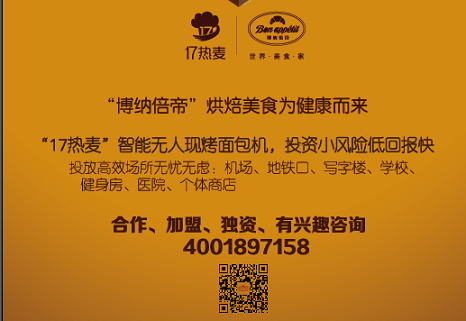 17
17热麦
Bon appétit
博纳倍帝
世界·美食·家
“博纳倍帝”烘焙美食为健康而来
“17热麦”智能无人现烤面包机，投资小风险低回报快
投放高效场所无忧无虑：机场、地铁口、写字楼、学校、
健身房、医院、个体商店
合作、加盟、独资、有兴趣咨询
4001897158